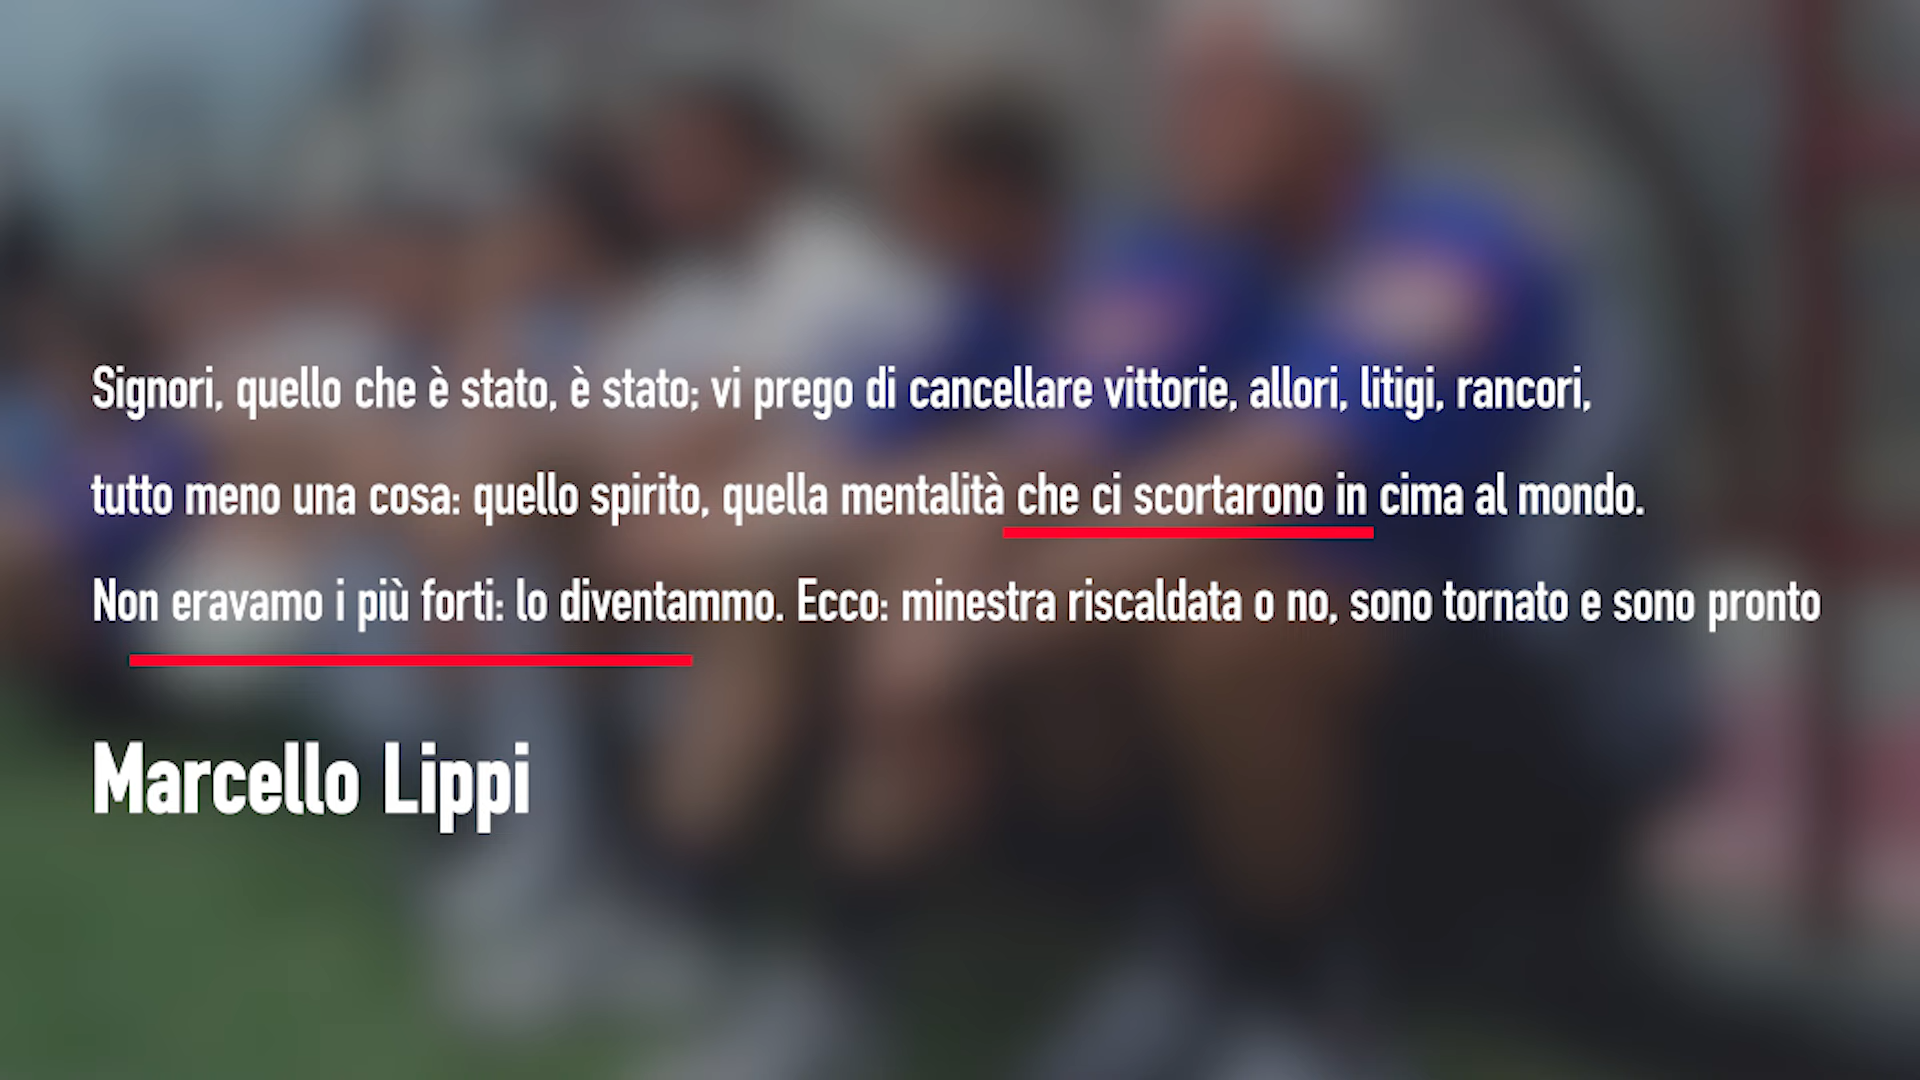 Signori, quello che è stato, è stato; vi prego di cancellare vittorie, allori, litigi, rancori,
tutto meno una cosa: quello spirito, quella mentalità che ci scortarono in cima al mondo.
Non eravamo i più forti: lo diventammo. Ecco: minestra riscaldata o no, sono tornato e sono pronto
Marcello Lippi